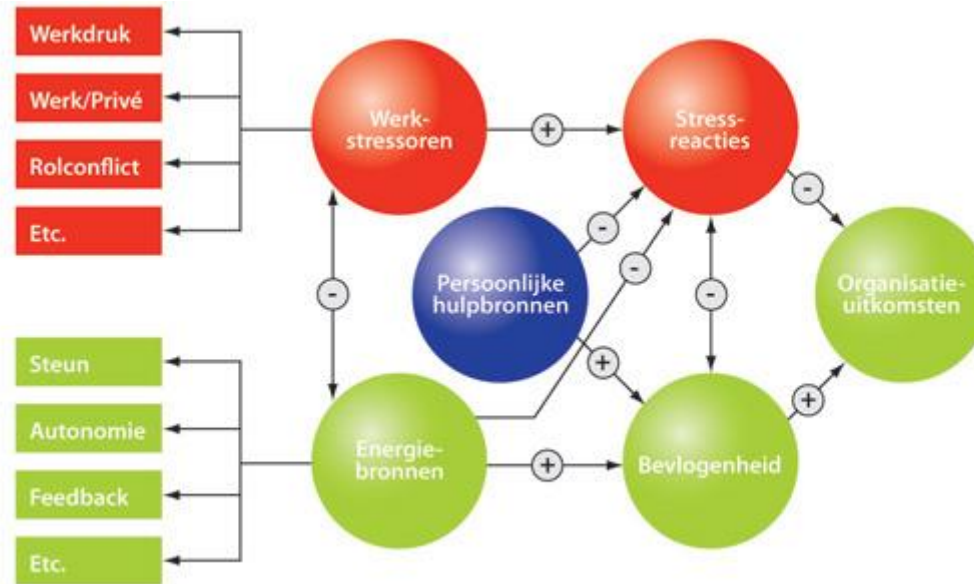 Werkdruk
Werk/Privé
Rolconflict
Etc.
Steun
Autonomie
Feedback
Etc.
Werk-
stressoren
+
Stress-
reacties
-
-
-
-
-
Persoonlijke
hulpbronnen
+
Energie-
bronnen
+
Bevlogenheid
+
Organisatie-
uitkomsten